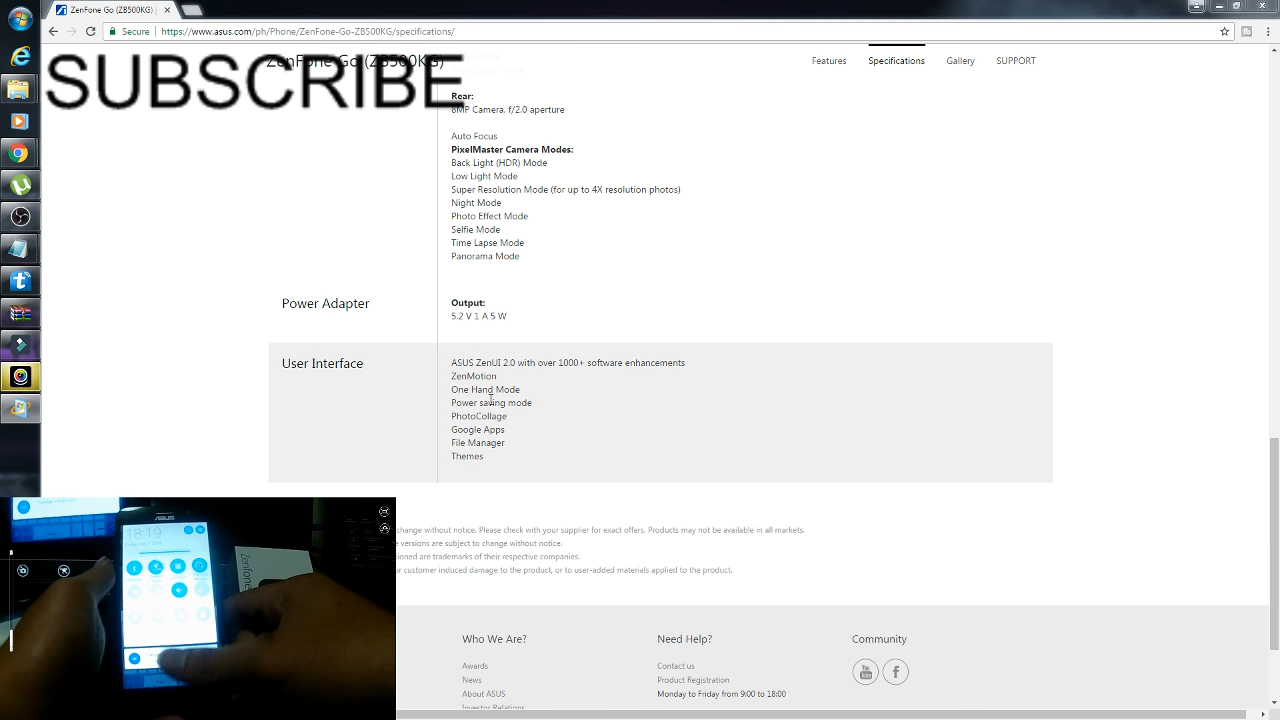 ZenFone Go (ZB500KG)
Secure
https://www.asus.com/ph/Phone/ZenFone-Go-ZB500KG/specifications/
SUBSCRIBE
ZenFone Go (ZB500KG)
Features
Specifications
Gallery
SUPPORT
Rear:
8MP Camera, f/2.0 aperture
Auto Focus
PixelMaster Camera Modes:
Back Light (HDR) Mode
Low Light Mode
Super Resolution Mode (for up to 4X resolution photos)
Night Mode
Photo Effect Mode
Selfie Mode
Time Lapse Mode
Panorama Mode
Power Adapter
Output:
5.2 V 1 A 5 W
User Interface
ASUS ZenUI 2.0 with over 1000+ software enhancements
ZenMotion
One Hand Mode
Power saving mode
PhotoCollage
Google Apps
File Manager
Themes
change without notice. Please check with your supplier for exact offers. Products may not be available in all markets.
versions are subject to change without notice.
are trademarks of their respective companies.
customer induced damage to the product, or to user-added materials applied to the product.
ASUS
18:19
Zenfone
Who We Are?
Awards
News
About ASUS
Investor Relations
Need Help?
Contact us
Product Registration
Monday to Friday from 9:00 to 18:00
Community
You Tube